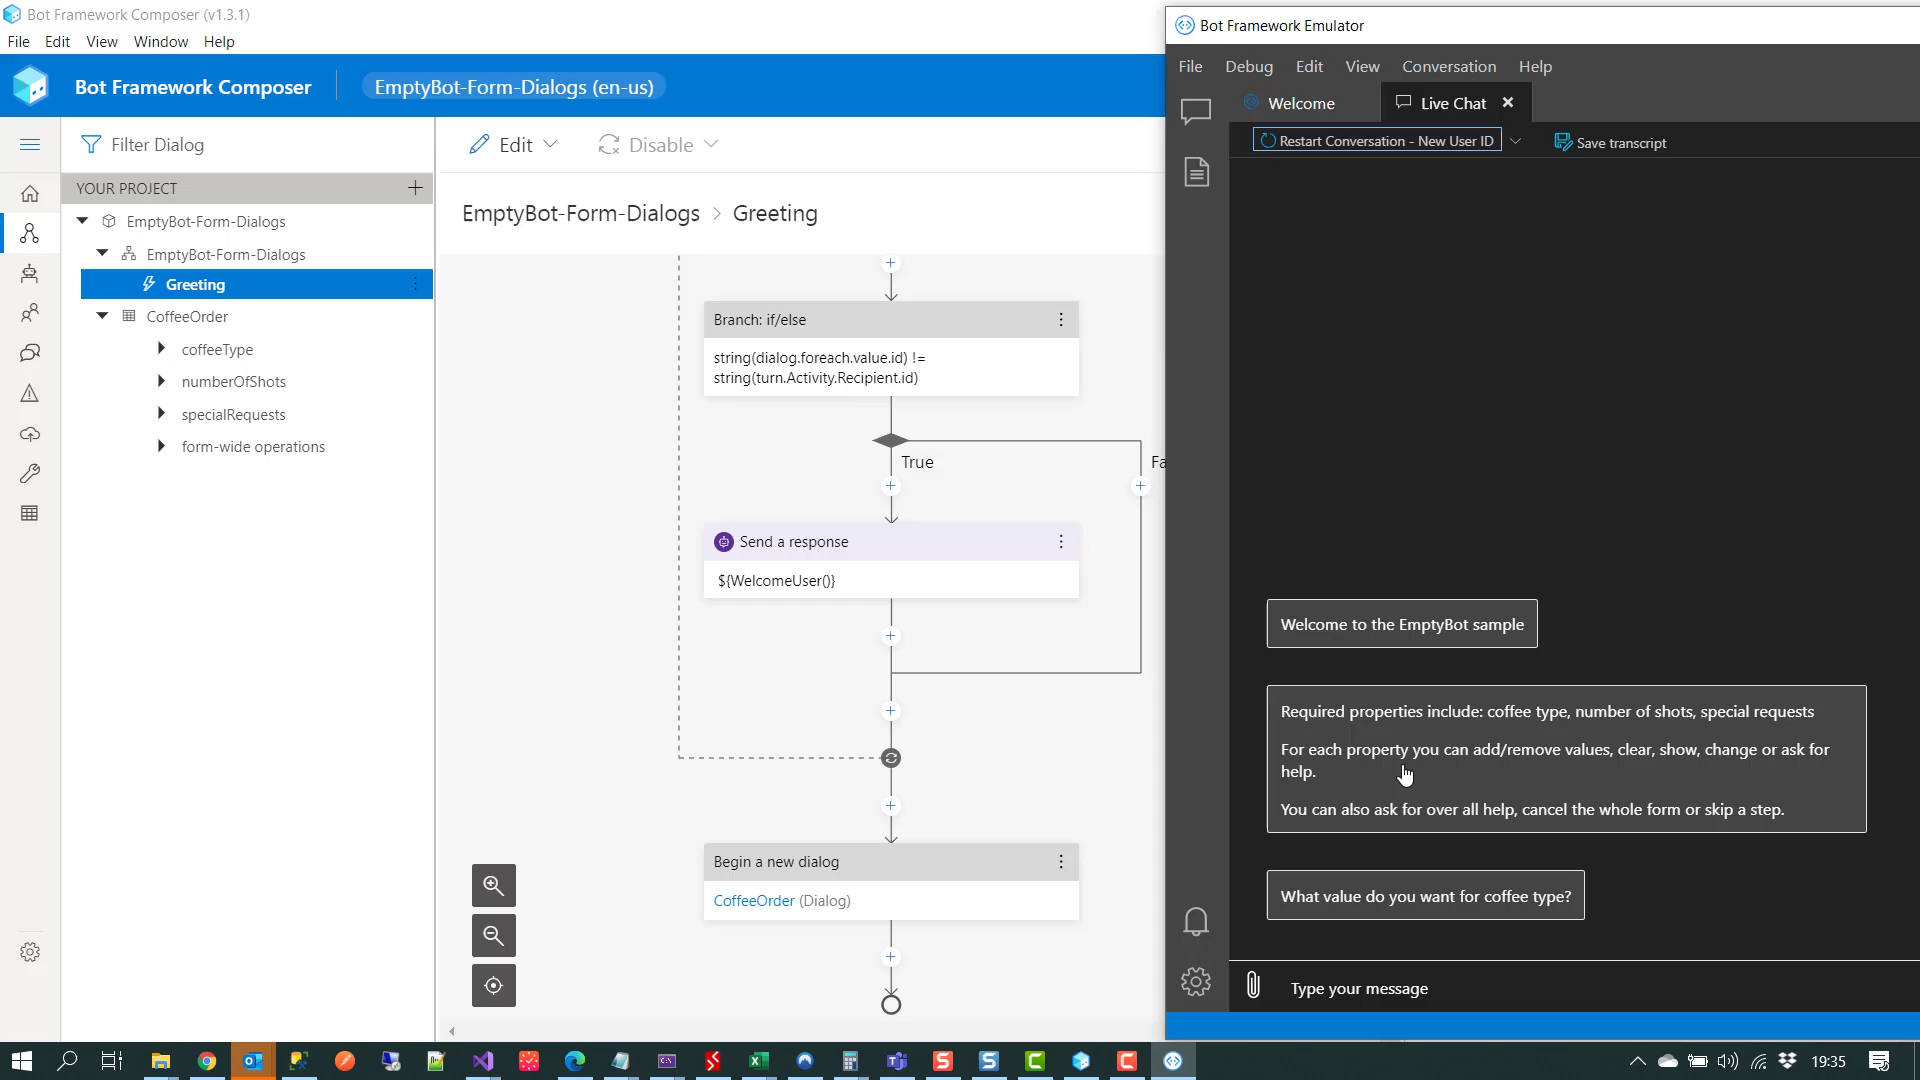 Bot Framework Composer (v1.3.1)
File Edit View Window Help
Bot Framework Composer
EmptyBot-Form-Dialogs (en-us)
Filter Dialog
YOUR PROJECT
EmptyBot-Form-Dialogs
EmptyBot-Form-Dialogs
Greeting
CoffeeOrder
coffeeType
numberOfShots
specialRequests
form-wide operations
Edit
Disable
EmptyBot-Form-Dialogs > Greeting
Branch: if/else
string(dialog.foreach.value.id) !=
string(turn.Activity.Recipient.id)
True
Fa
Send a response
${WelcomeUser()}
Begin a new dialog
CoffeeOrder (Dialog)
Bot Framework Emulator
File Debug Edit View Conversation Help
Welcome
Live Chat
Restart Conversation - New User ID
Save transcript
Welcome to the EmptyBot sample
Required properties include: coffee type, number of shots, special requests
For each property you can add/remove values, clear, show, change or ask for
help.
You can also ask for over all help, cancel the whole form or skip a step.
What value do you want for coffee type?
Type your message
19:35